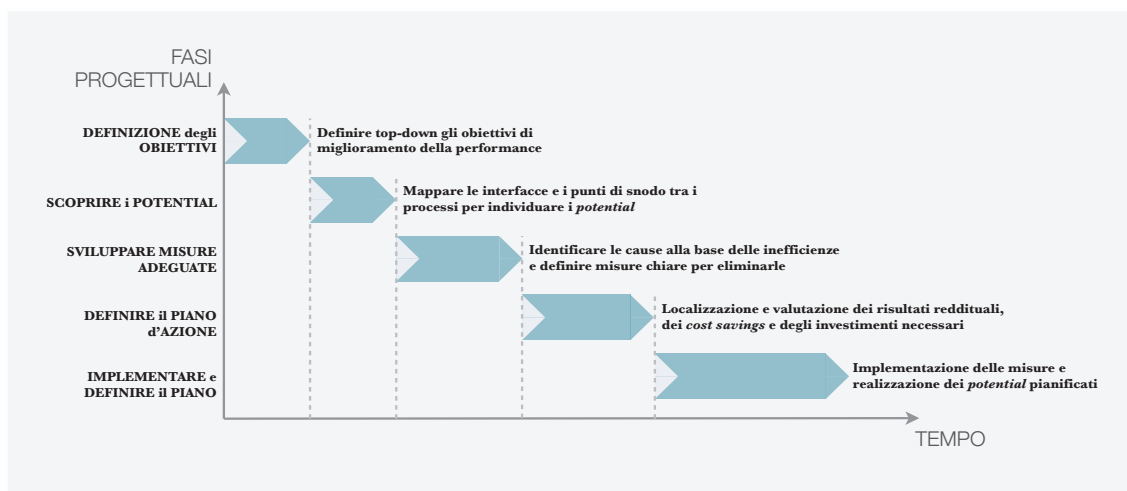 FASI
PROGETTUALI
DEFINIZIONE degli
OBIETTIVI
Definire top-down gli obiettivi di
miglioramento della performance
SCOPRIRE i POTENTIAL
Mappare le interfacce e i punti di snodo tra i
processi per individuare i potential
SVILUPPARE MISURE
ADEGUATE
Identificare le cause alla base delle inefficienze
e definire misure chiare per eliminarle
DEFINIRE il PIANO
d’AZIONE
Localizzazione e valutazione dei risultati reddituali,
dei cost savings e degli investimenti necessari
IMPLEMENTARE e
DEFINIRE il PIANO
Implementazione delle misure e
realizzazione dei potential pianificati
TEMPO